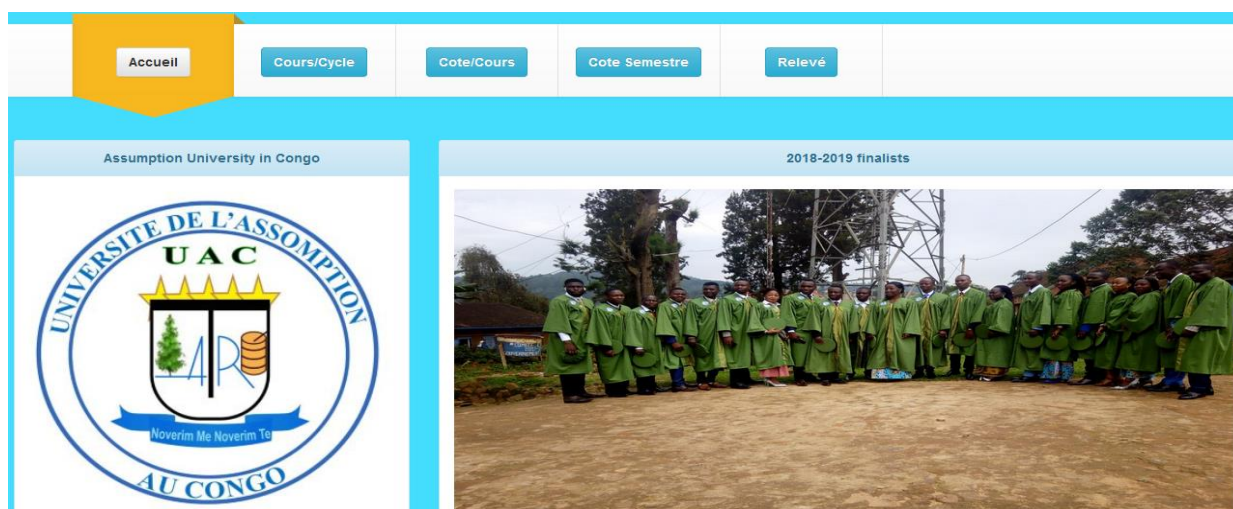 Accueil
Cours/Cycle
Cote/Cours
Cote Semestre
Relevé
Assumption University in Congo
2018-2019 finalists
UNIVERSITE DE L'ASSOMPTION
UAC
AR
Noverim Me Noverim Te
AU CONGO